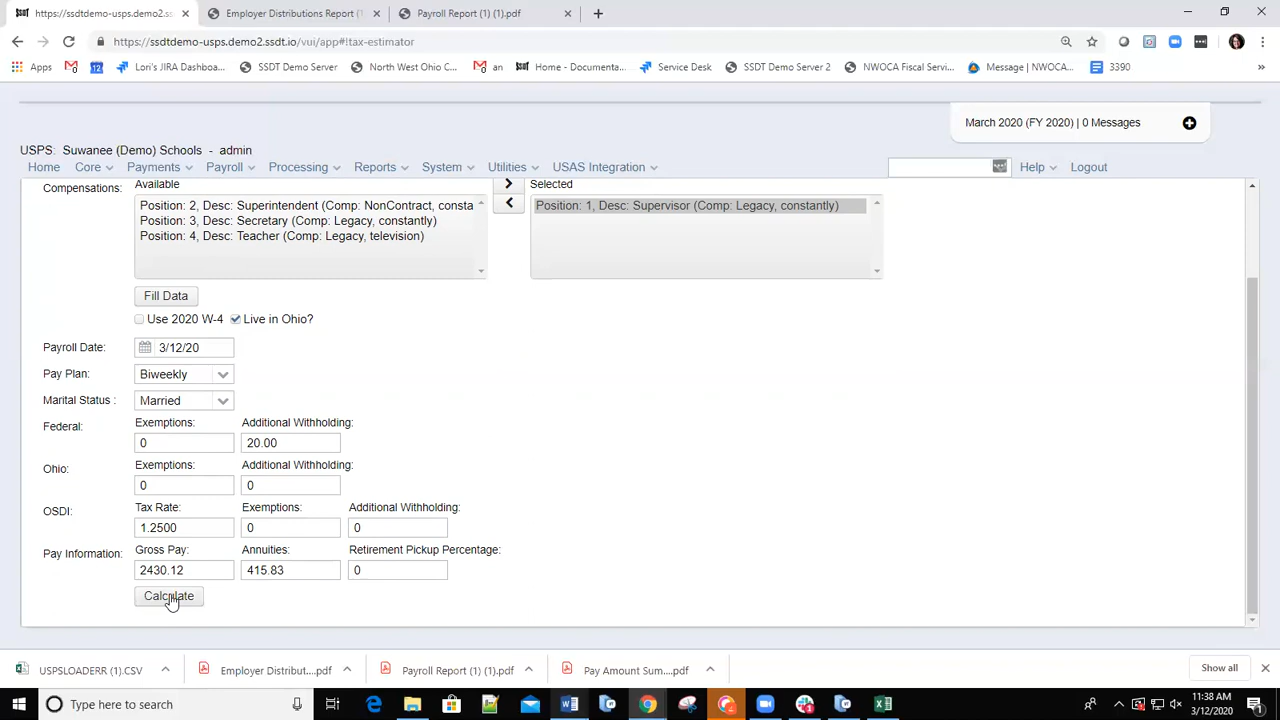 https://ssdtdemo-usps.demo2.ssdt.io
Employer Distributions Report (1)
Payroll Report (1) (1).pdf
https://ssdtdemo-usps.demo2.ssdt.io/vui/app#!tax-estimator
Apps
Lori's JIRA Dashboa...
SSDT Demo Server
North West Ohio C...
an
Home - Documenta...
Service Desk
SSDT Demo Server 2
NWOCA Fiscal Serv...
Message | NWOCA...
3390
March 2020 (FY 2020) | 0 Messages
USPS: Suwanee (Demo) Schools - admin
Home Core Payments Payroll Processing Reports System Utilities USAS Integration Help Logout
Compensations:
Available
Selected
Position: 2, Desc: Superintendent (Comp: NonContract, consta
Position: 3, Desc: Secretary (Comp: Legacy, constantly)
Position: 4, Desc: Teacher (Comp: Legacy, television)
Position: 1, Desc: Supervisor (Comp: Legacy, constantly)
Fill Data
Use 2020 W-4 Live in Ohio?
Payroll Date: 3/12/20
Pay Plan: Biweekly
Marital Status : Married
Exemptions: Additional Withholding:
Federal: 0 20.00
Exemptions: Additional Withholding:
Ohio: 0 0
Tax Rate: Exemptions: Additional Withholding:
OSDI: 1.2500 0 0
Gross Pay: Annuities: Retirement Pickup Percentage:
Pay Information: 2430.12 415.83 0
Calculate
USPSLOADERR (1).CSV
Employer Distribut....pdf
Payroll Report (1) (1).pdf
Pay Amount Sum....pdf
Show all
Type here to search
11:38 AM
3/12/2020